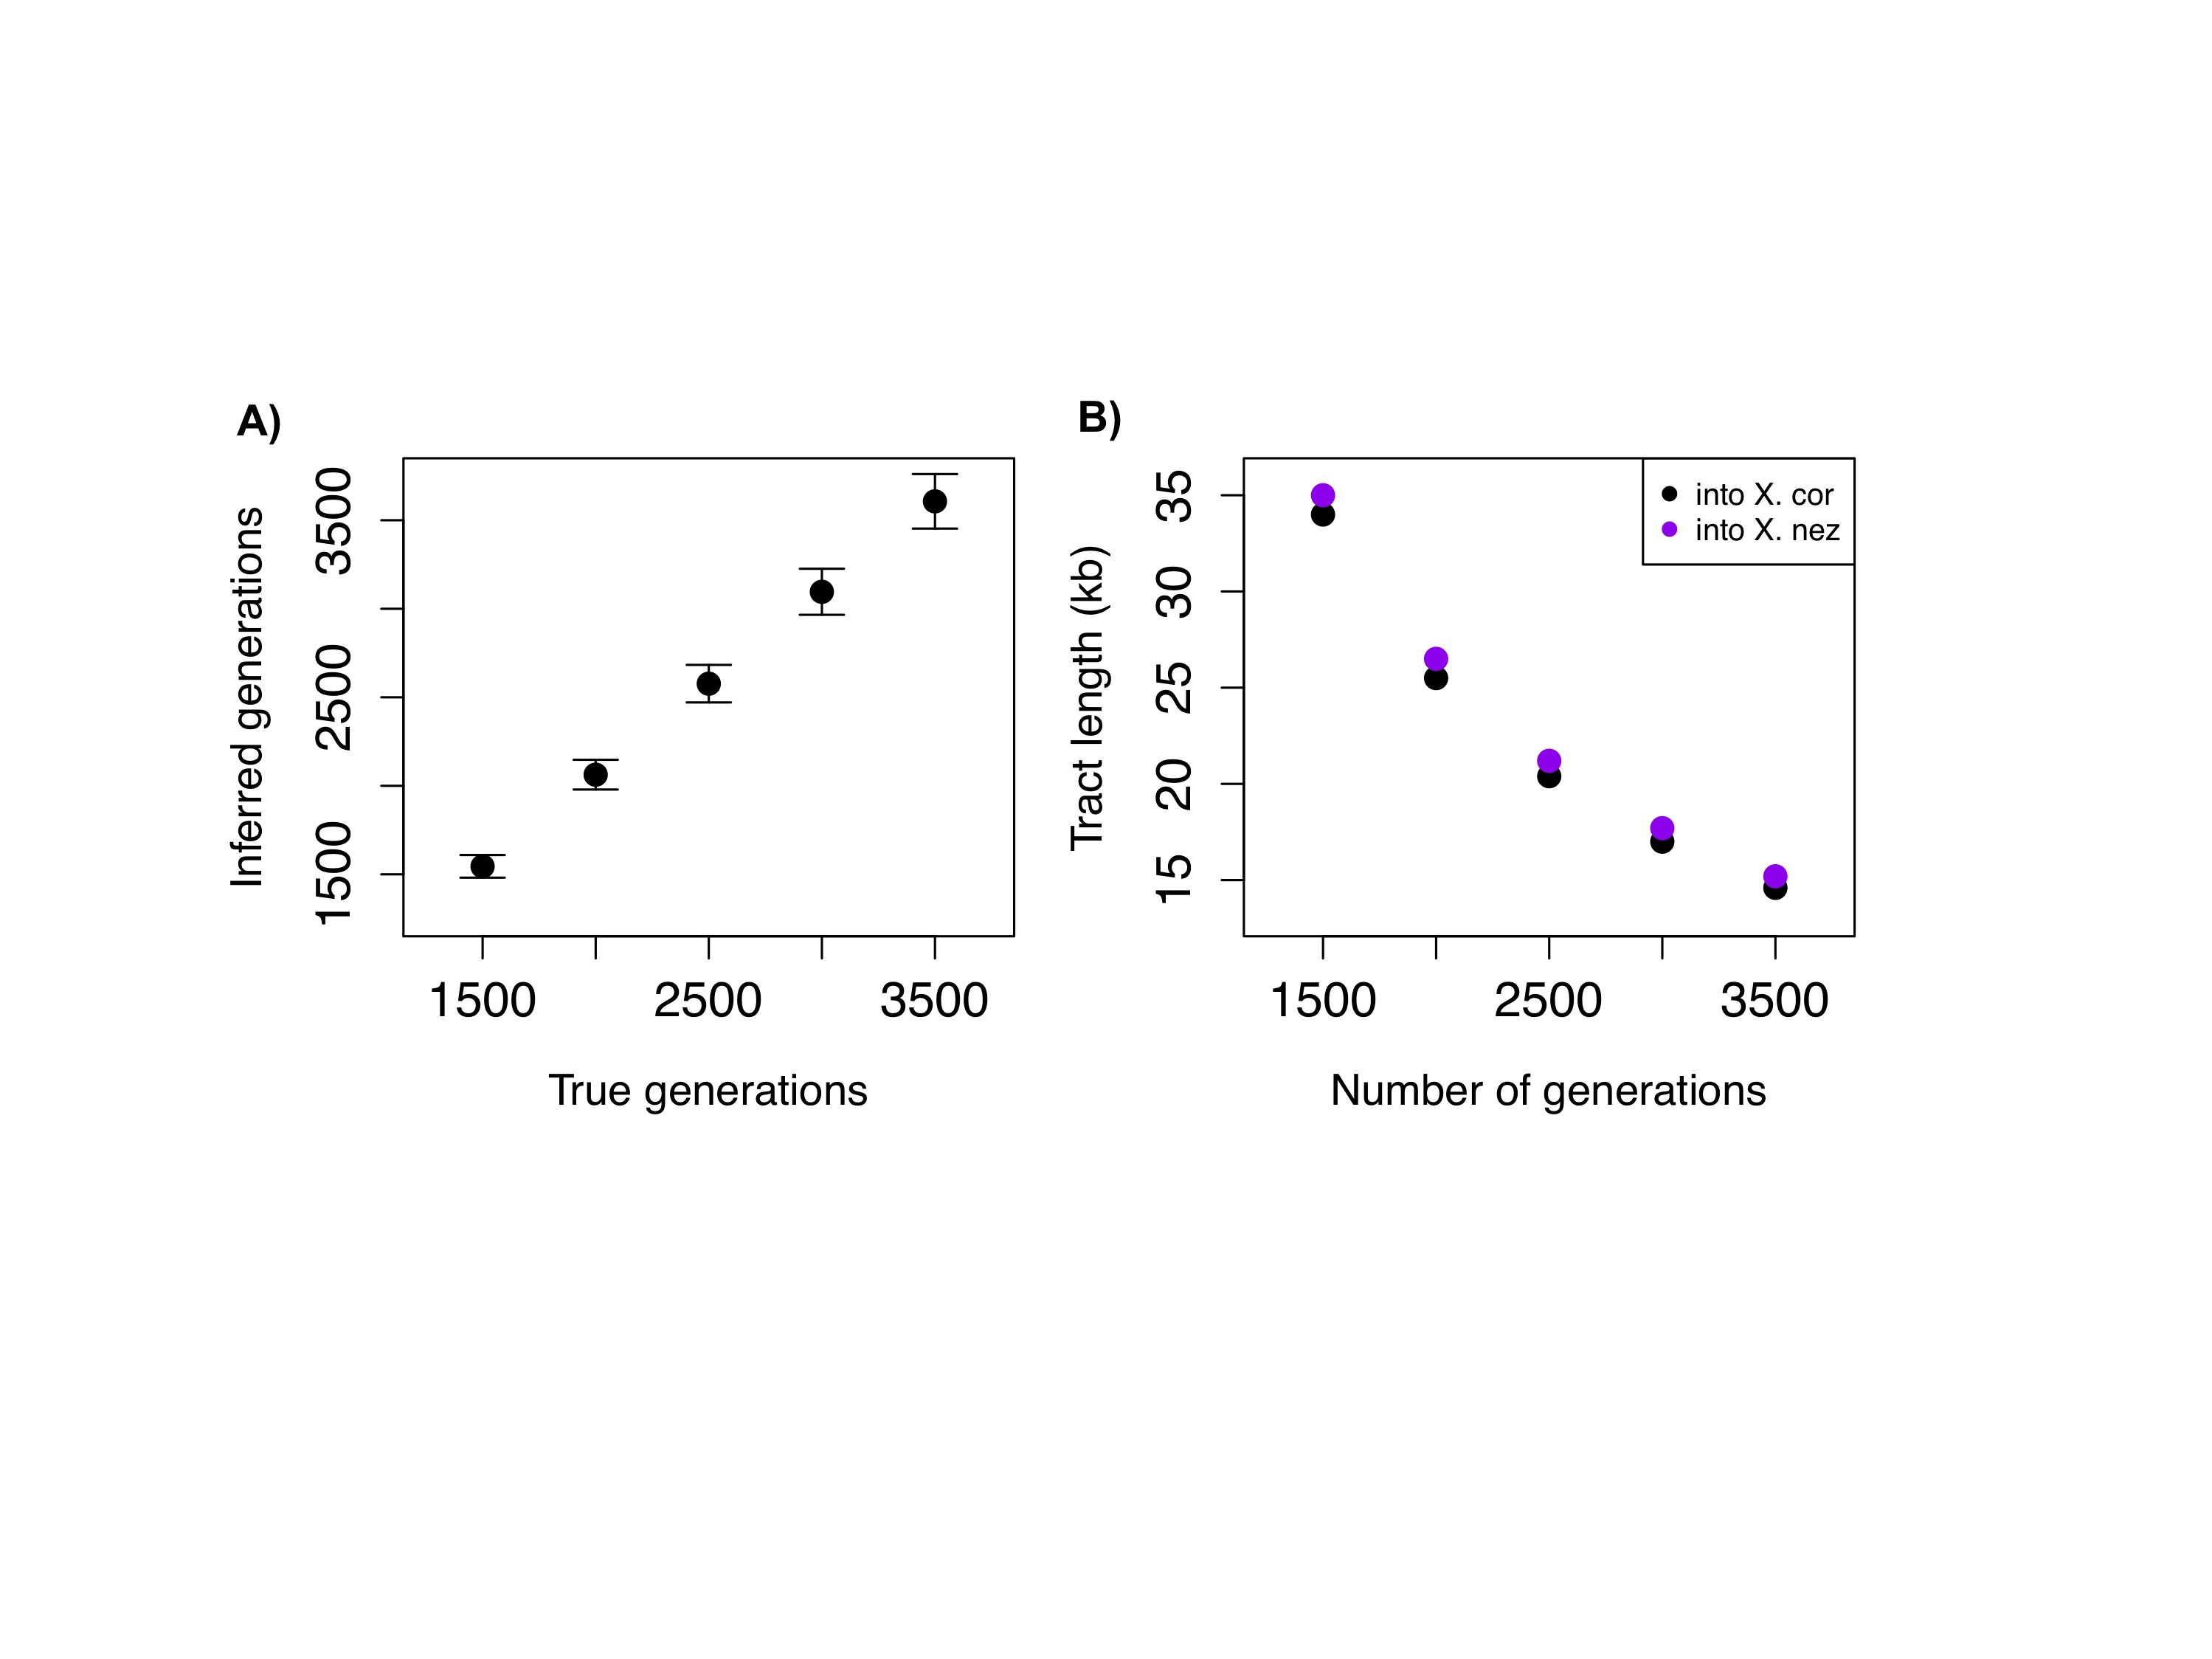 A)
Inferred generations
3500
2500
1500
1500 2500 3500
True generations
B)
Tract length (kb)
35
30
25
20
15
into X. cor
into X. nez
1500 2500 3500
Number of generations